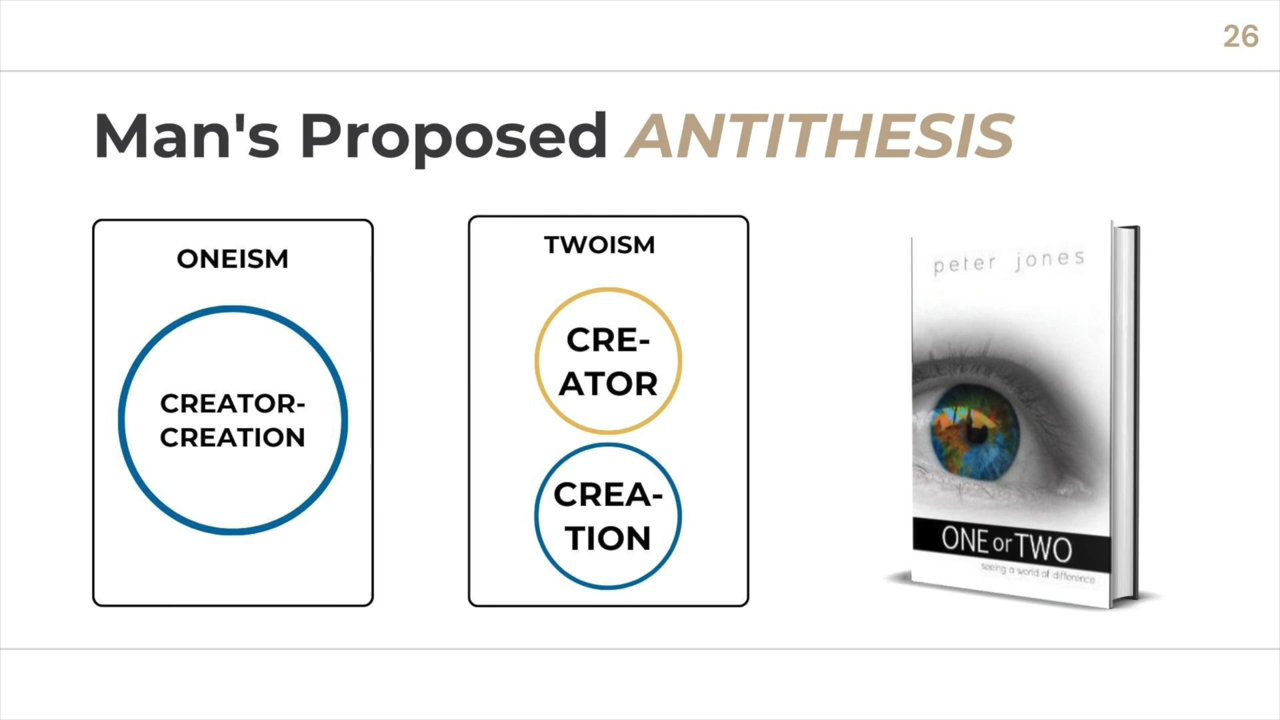 26
Man's Proposed ANTITHESIS
ONEISM
CREATOR-
CREATION
TWOISM
CRE-
ATOR
CREA-
TION
peter jones
ONE or TWO
seeing a world of difference